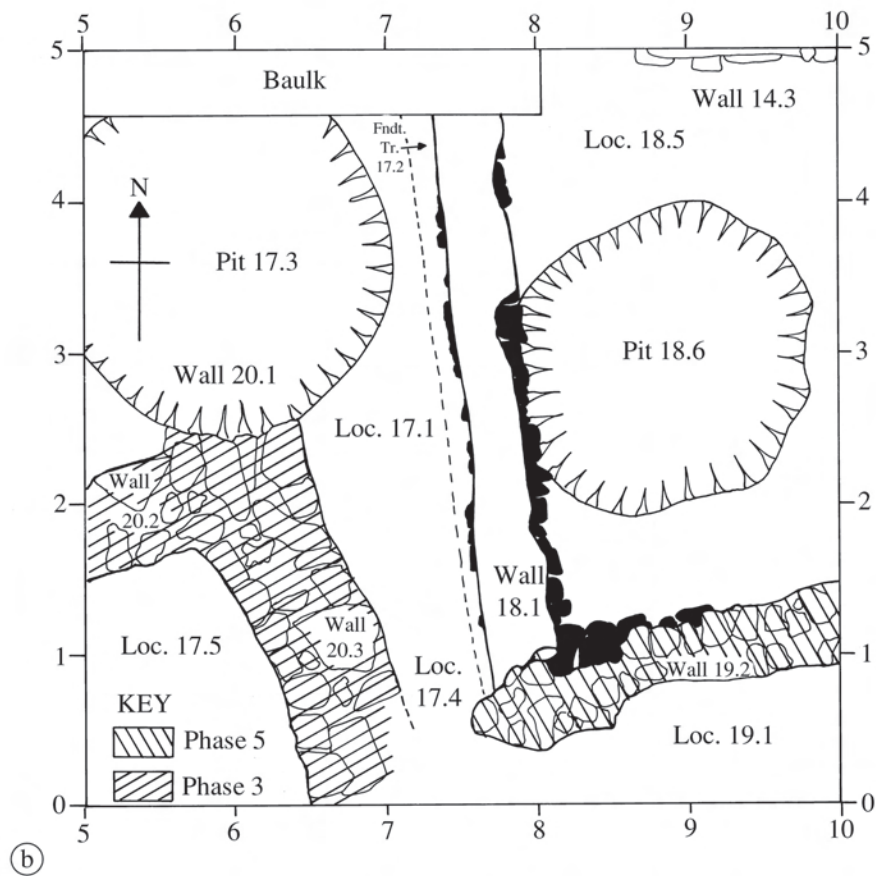 5 6 7 8 9 10
5 5
Baulk
Wall 14.3
Fndt.
Tr.
17.2
Loc. 18.5
4 4
N
Pit 17.3
3 3
Pit 18.6
Wall 20.1
Loc. 17.1
Wall
20.2
2 2
Wall
18.1
Wall
20.3
Loc. 17.5
1 1
Loc.
17.4
Wall 19.2
KEY
Phase 5
Loc. 19.1
Phase 3
0 0
5 6 7 8 9 10
b